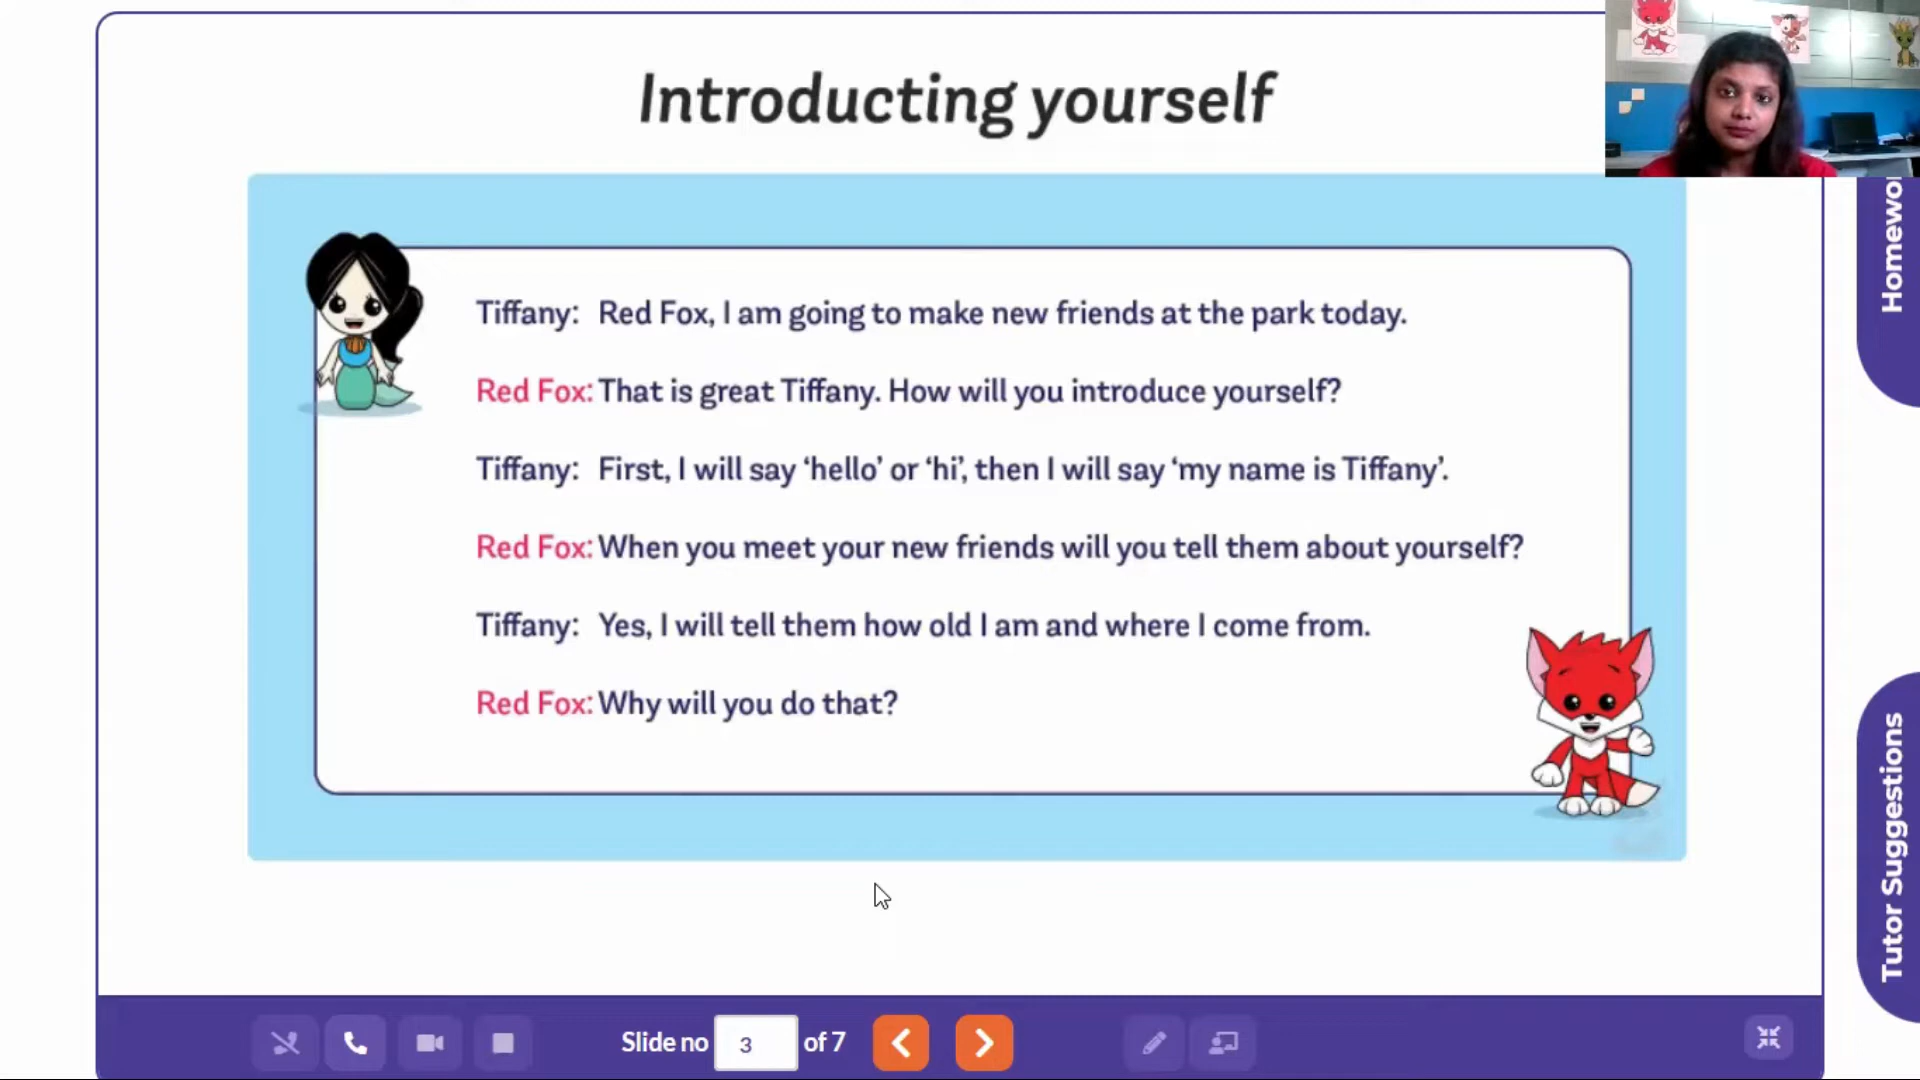 Introducting yourself
Tiffany: Red Fox, I am going to make new friends at the park today.
Red Fox: That is great Tiffany. How will you introduce yourself?
Tiffany: First, I will say ‘hello’ or ‘hi’, then I will say ‘my name is Tiffany’.
Red Fox: When you meet your new friends will you tell them about yourself?
Tiffany: Yes, I will tell them how old I am and where I come from.
Red Fox: Why will you do that?
Tutor Suggestions
Slide no 3 of 7